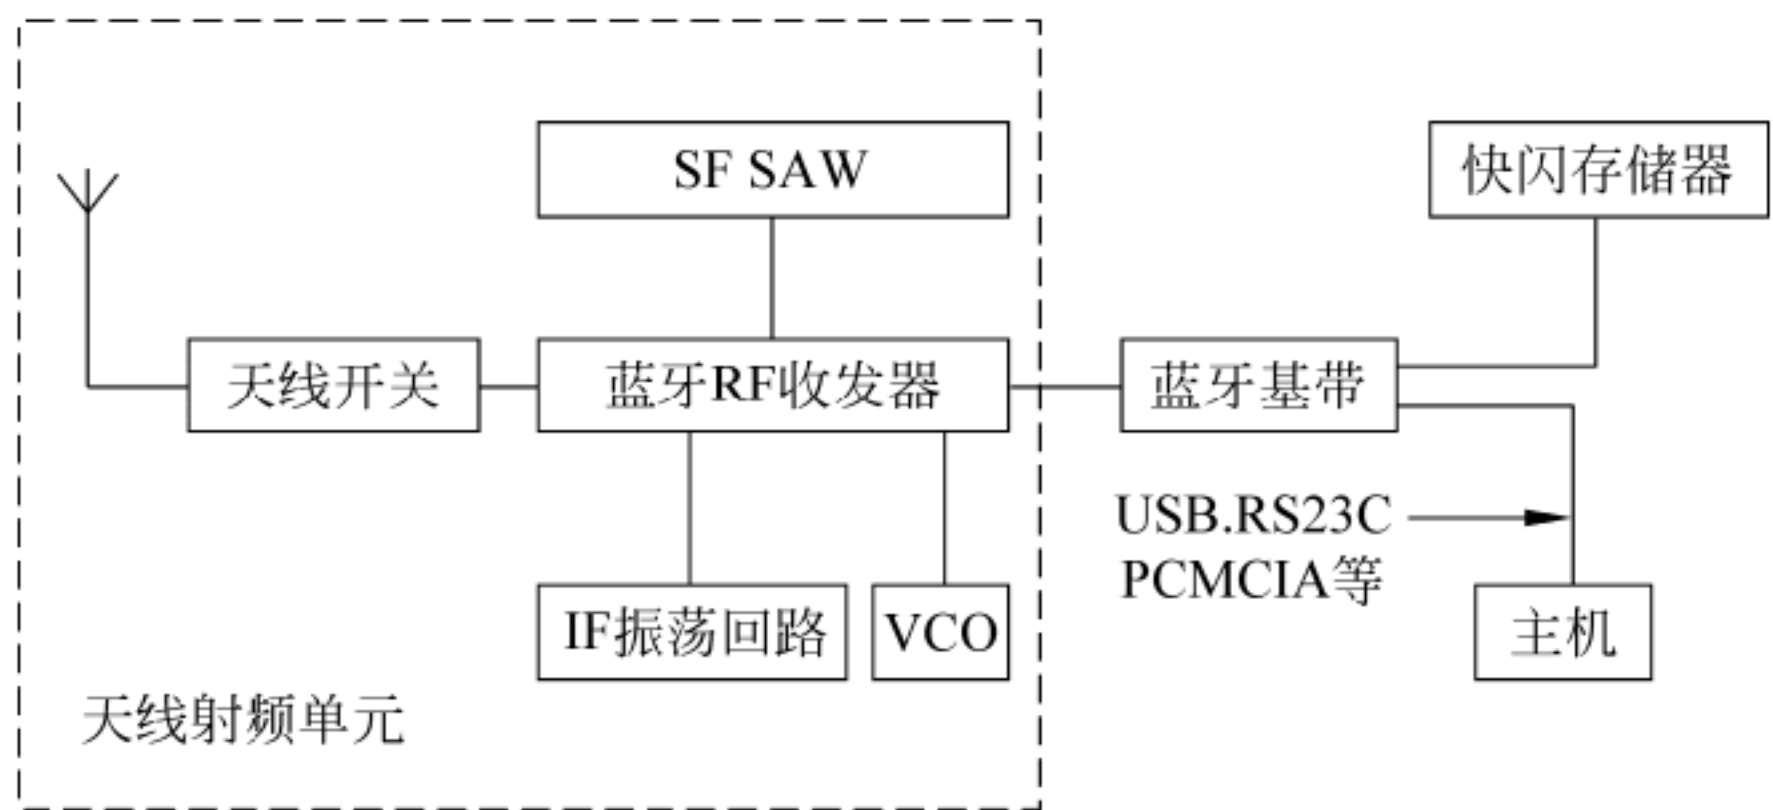 SF SAW
快闪存储器
天线开关
蓝牙RF收发器
蓝牙基带
USB.RS23C
PCMCIA等
IF振荡回路
VCO
主机
天线射频单元